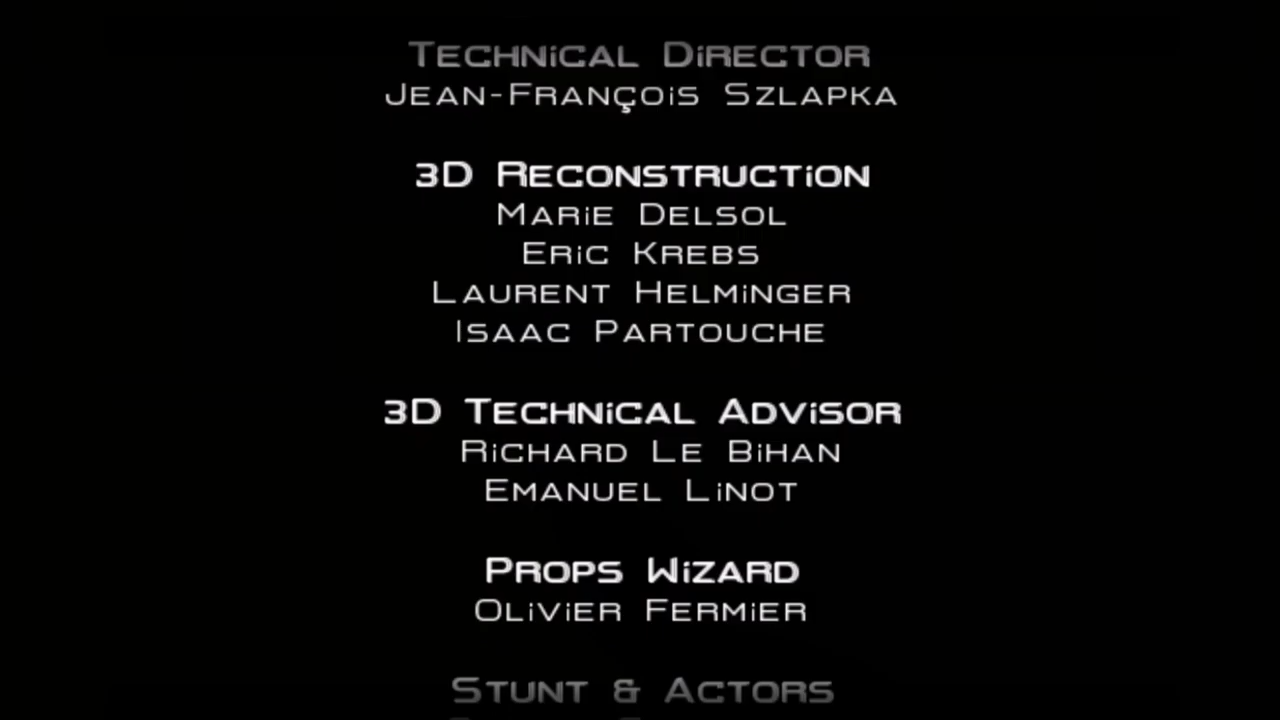 Technical Director
Jean-François Szlapka
3D Reconstruction
Marie Delsol
Eric Krebs
Laurent Helminger
Isaac Partouche
3D Technical Advisor
Richard Le Bihan
Emanuel Linot
Props Wizard
Olivier Fermier
Stunt & Actors